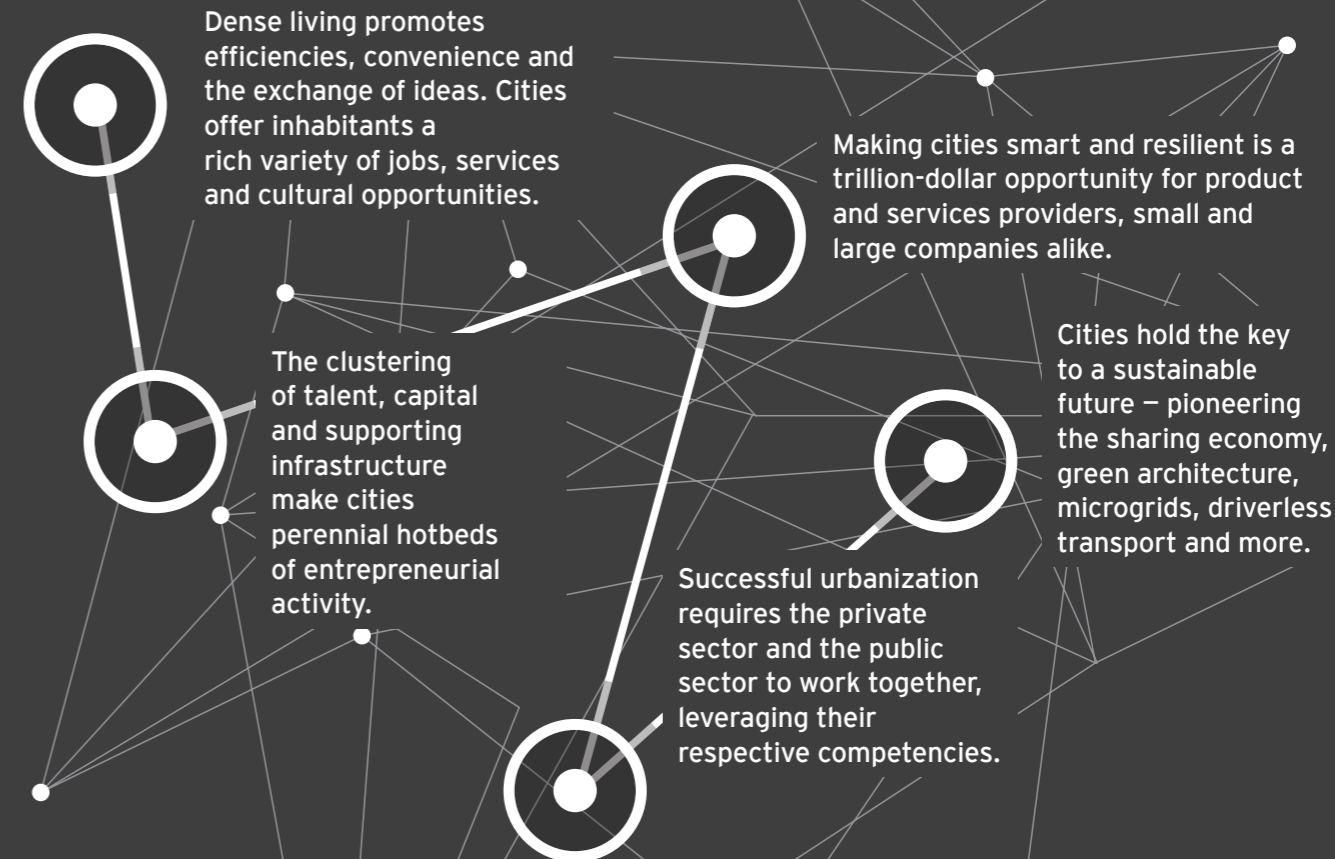 Dense living promotes
efficiencies, convenience and
the exchange of ideas. Cities
offer inhabitants a
rich variety of jobs, services
and cultural opportunities.
The clustering
of talent, capital
and supporting
infrastructure
make cities
perennial hotbeds
of entrepreneurial
activity.
Making cities smart and resilient is a
trillion-dollar opportunity for product
and services providers, small and
large companies alike.
Successful urbanization
requires the private
sector and the public
sector to work together,
leveraging their
respective competencies.
Cities hold the key
to a sustainable
future – pioneering
the sharing economy,
green architecture,
microgrids, driverless
transport and more.